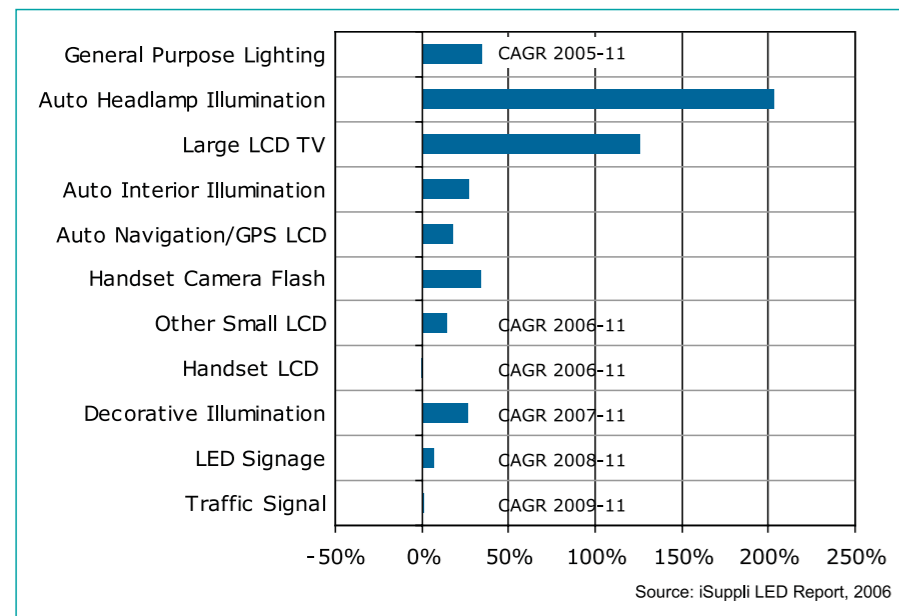 General Purpose Lighting CAGR 2005-11
Auto Headlamp Illumination
Large LCD TV
Auto Interior Illumination
Auto Navigation/GPS LCD
Handset Camera Flash
Other Small LCD CAGR 2006-11
Handset LCD CAGR 2006-11
Decorative Illumination CAGR 2007-11
LED Signage CAGR 2008-11
Traffic Signal CAGR 2009-11
-50% 0% 50% 100% 150% 200% 250%
Source: iSuppli LED Report, 2006